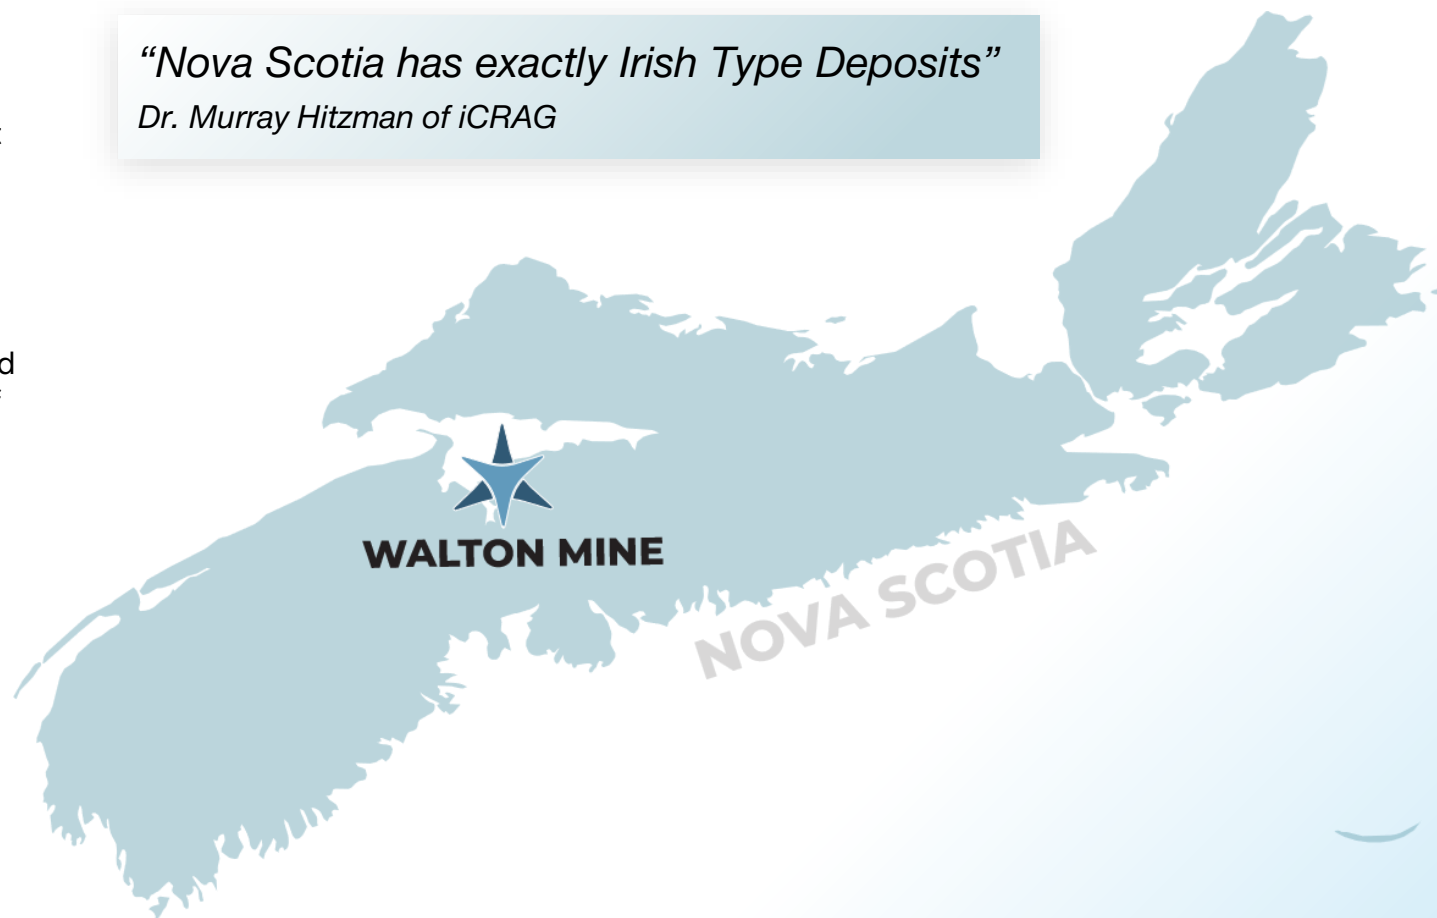 “Nova Scotia has exactly Irish Type Deposits”
Dr. Murray Hitzman of iCRAG
WALTON MINE
NOVA SCOTIA